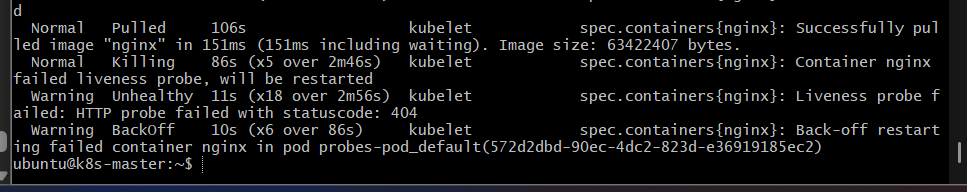 d
  Normal   Pulled     106s                   kubelet            spec.containers{nginx}: Successfully pul
led image "nginx" in 151ms (151ms including waiting). Image size: 63422407 bytes.
  Normal   Killing    86s (x5 over 2m46s)    kubelet            spec.containers{nginx}: Container nginx
failed liveness probe, will be restarted
  Warning  Unhealthy  11s (x18 over 2m56s)   kubelet            spec.containers{nginx}: Liveness probe f
ailed: HTTP probe failed with statuscode: 404
  Warning  BackOff    10s (x6 over 86s)      kubelet            spec.containers{nginx}: Back-off restart
ing failed container nginx in pod probes-pod_default(572d2dbd-90ec-4dc2-823d-e36919185ec2)
ubuntu@k8s-master:~$